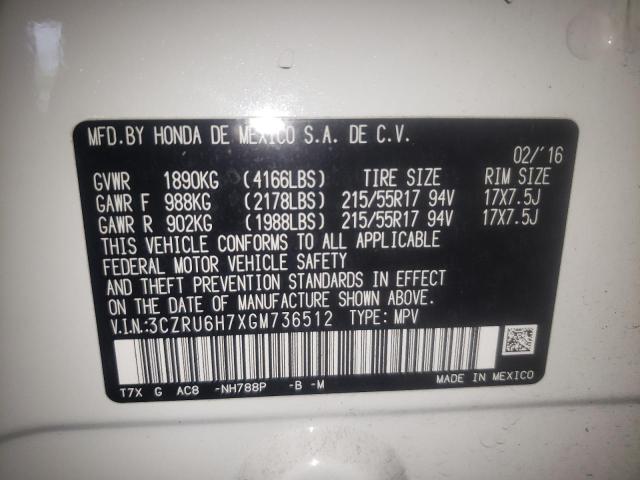 MFD.BY HONDA DE MEXICO S.A. DE C.V.
02/'16
GVWR 1890KG (4166LBS) TIRE SIZE RIM SIZE
GAWR F 988KG (2178LBS) 215/55R17 94V 17X7.5J
GAWR R 902KG (1988LBS) 215/55R17 94V 17X7.5J
THIS VEHICLE CONFORMS TO ALL APPLICABLE
FEDERAL MOTOR VEHICLE SAFETY
AND THEFT PREVENTION STANDARDS IN EFFECT
ON THE DATE OF MANUFACTURE SHOWN ABOVE.
V.I.N.:3CZRU6H7XGM736512 TYPE: MPV
T7X G AC8 -NH788P -B -M
MADE IN MEXICO